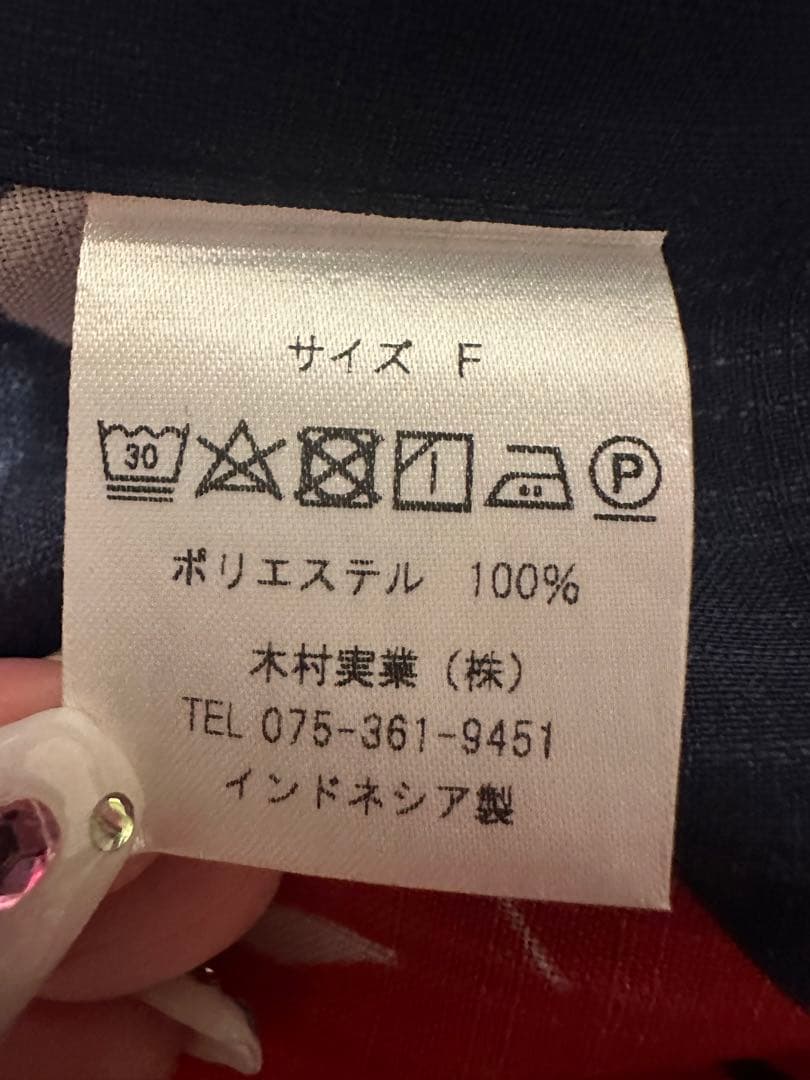 サイズ F
30 P
ポリエステル 100%
木村実業(株)
TEL 075-361-9451
インドネシア製